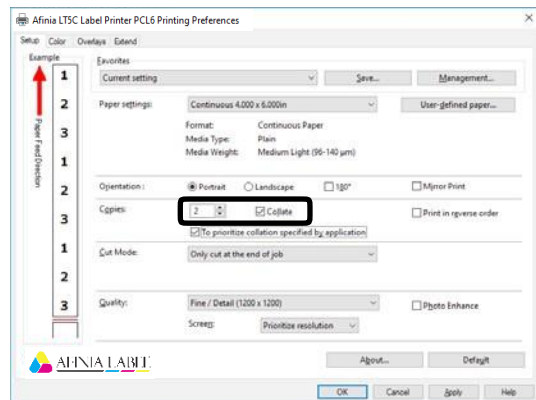 Afinia LT5C Label Printer PCL6 Printing Preferences
Setup Color Overlays Extend
Example
Paper Feed Direction
1
2
3
1
2
3
1
2
3
Favorites
Current setting Save... Management...
Paper settings: Continuous 4.000 x 6.000in User-defined paper...
Format: Continuous Paper
Media Type: Plain
Media Weight: Medium Light (96-140 µm)
Orientation : Portrait Landscape 180° Mirror Print
Copies: 2 Collate Print in reverse order
To prioritize collation specified by application
Cut Mode: Only cut at the end of job
Quality: Fine / Detail (1200 x 1200) Photo Enhance
Screen: Prioritize resolution
AFINIA LABEL
About... Default
OK Cancel Apply Help